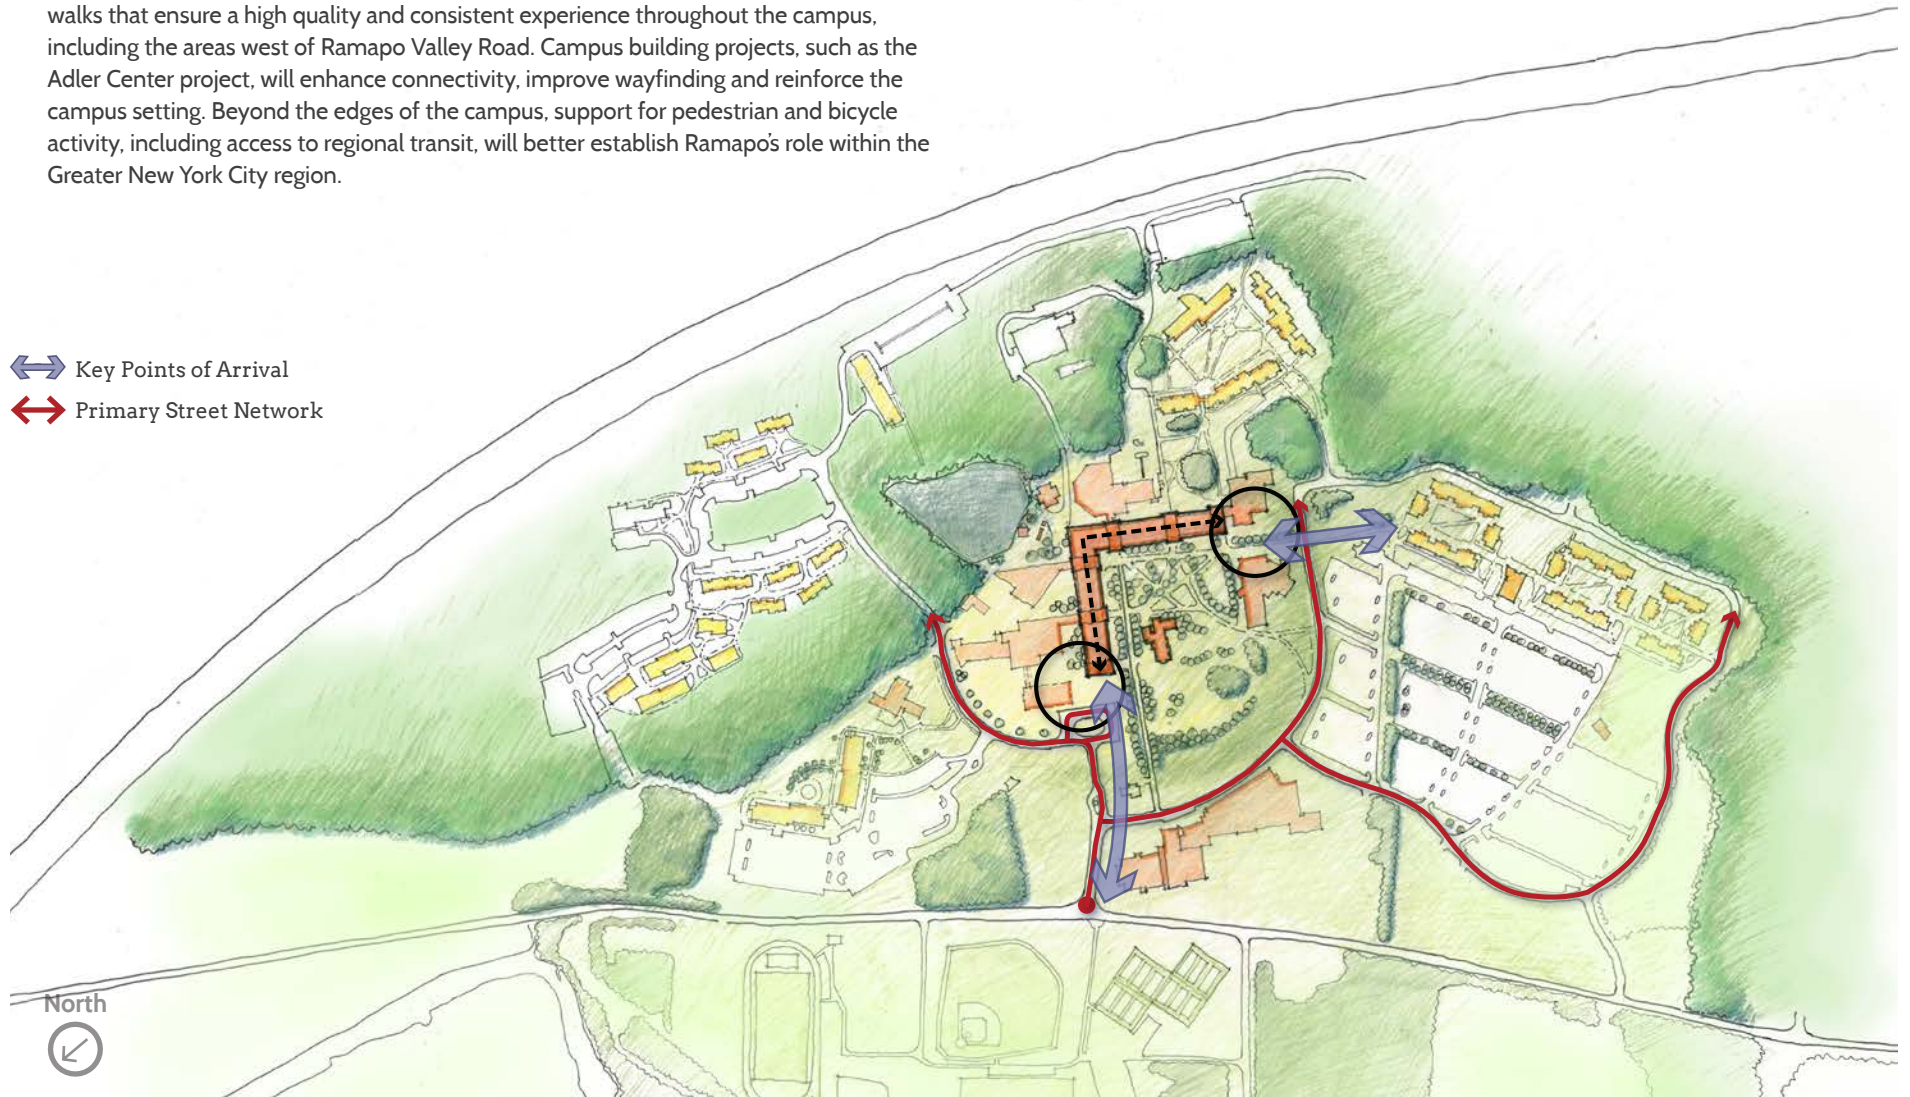 walks that ensure a high quality and consistent experience throughout the campus,
including the areas west of Ramapo Valley Road. Campus building projects, such as the
Adler Center project, will enhance connectivity, improve wayfinding and reinforce the
campus setting. Beyond the edges of the campus, support for pedestrian and bicycle
activity, including access to regional transit, will better establish Ramapo's role within the
Greater New York City region.
Key Points of Arrival
Primary Street Network
North